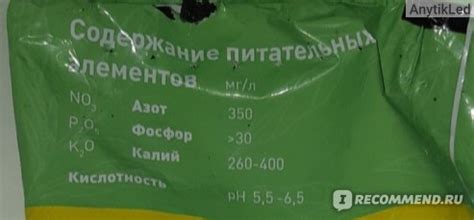 AnytikLed
Содержание питательных
элементов мг/л
NO₃ Азот 350
P₂O₅ Фосфор >30
K₂O Калий 260-400
Кислотность pH 5,5 -6,5
I RECOMMEND.RU